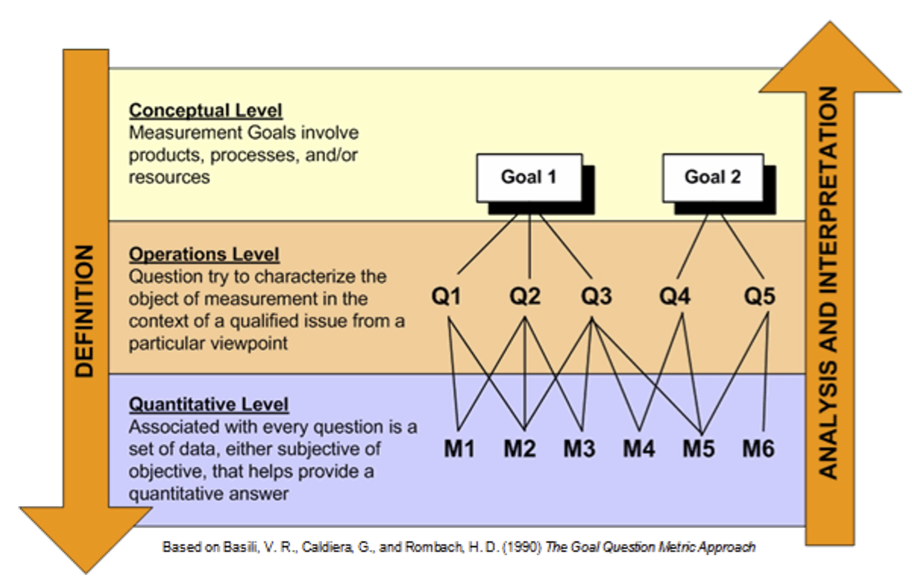 Conceptual Level
Measurement Goals involve
products, processes, and/or
resources
Goal 1
Goal 2
Operations Level
Question try to characterize the
object of measurement in the
context of a qualified issue from a
particular viewpoint
Q1 Q2 Q3 Q4 Q5
Quantitative Level
Associated with every question is a
set of data, either subjective of
objective, that helps provide a
quantitative answer
M1 M2 M3 M4 M5 M6
DEFINITION
ANALYSIS AND INTERPRETATION
Based on Basili, V. R., Caldiera, G., and Rombach, H. D. (1990) The Goal Question Metric Approach